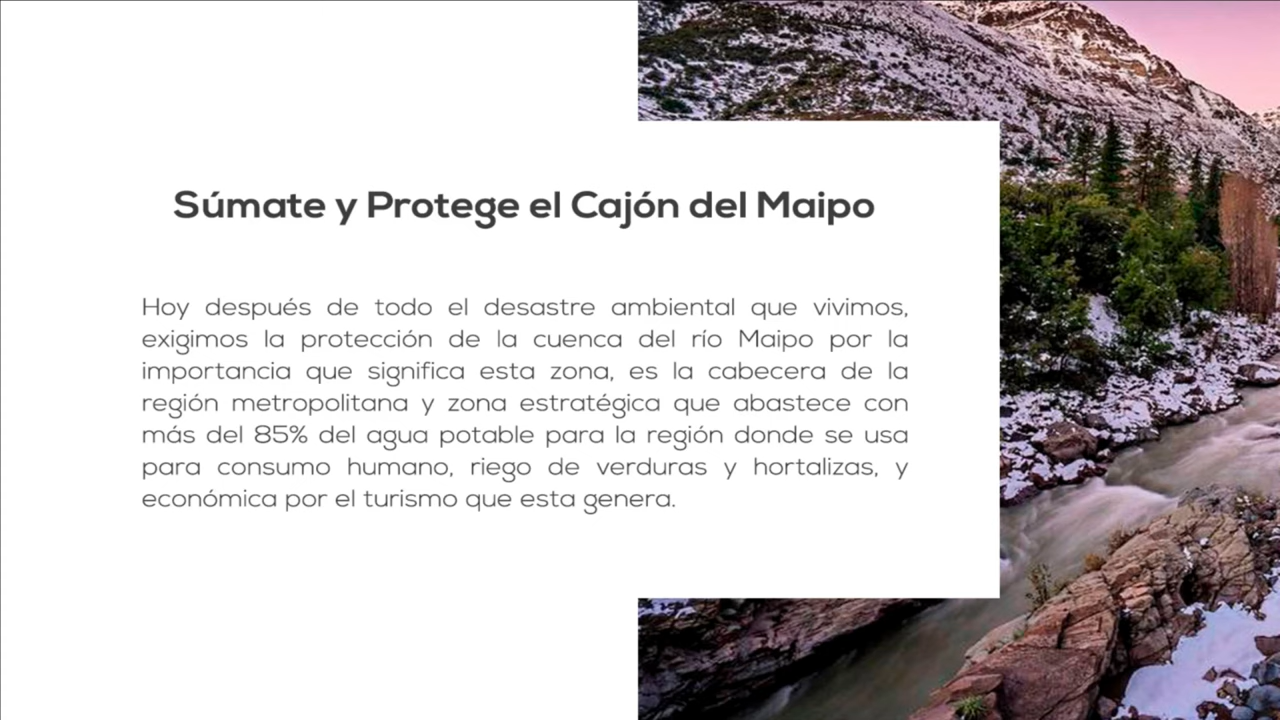 Súmate y Protege el Cajón del Maipo
Hoy después de todo el desastre ambiental que vivimos,
exigimos la protección de la cuenca del río Maipo por la
importancia que significa esta zona, es la cabecera de la
región metropolitana y zona estratégica que abastece con
más del 85% del agua potable para la región donde se usa
para consumo humano, riego de verduras y hortalizas, y
económica por el turismo que esta genera.